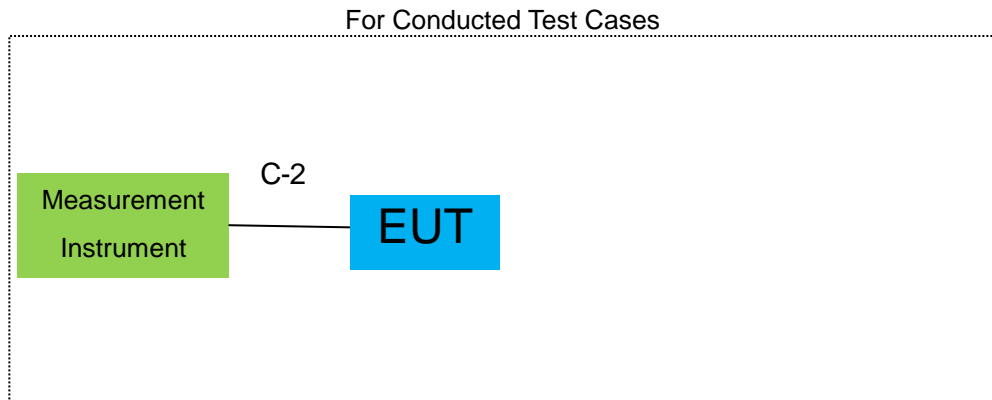 For Conducted Test Cases
C-2
Measurement
Instrument
EUT